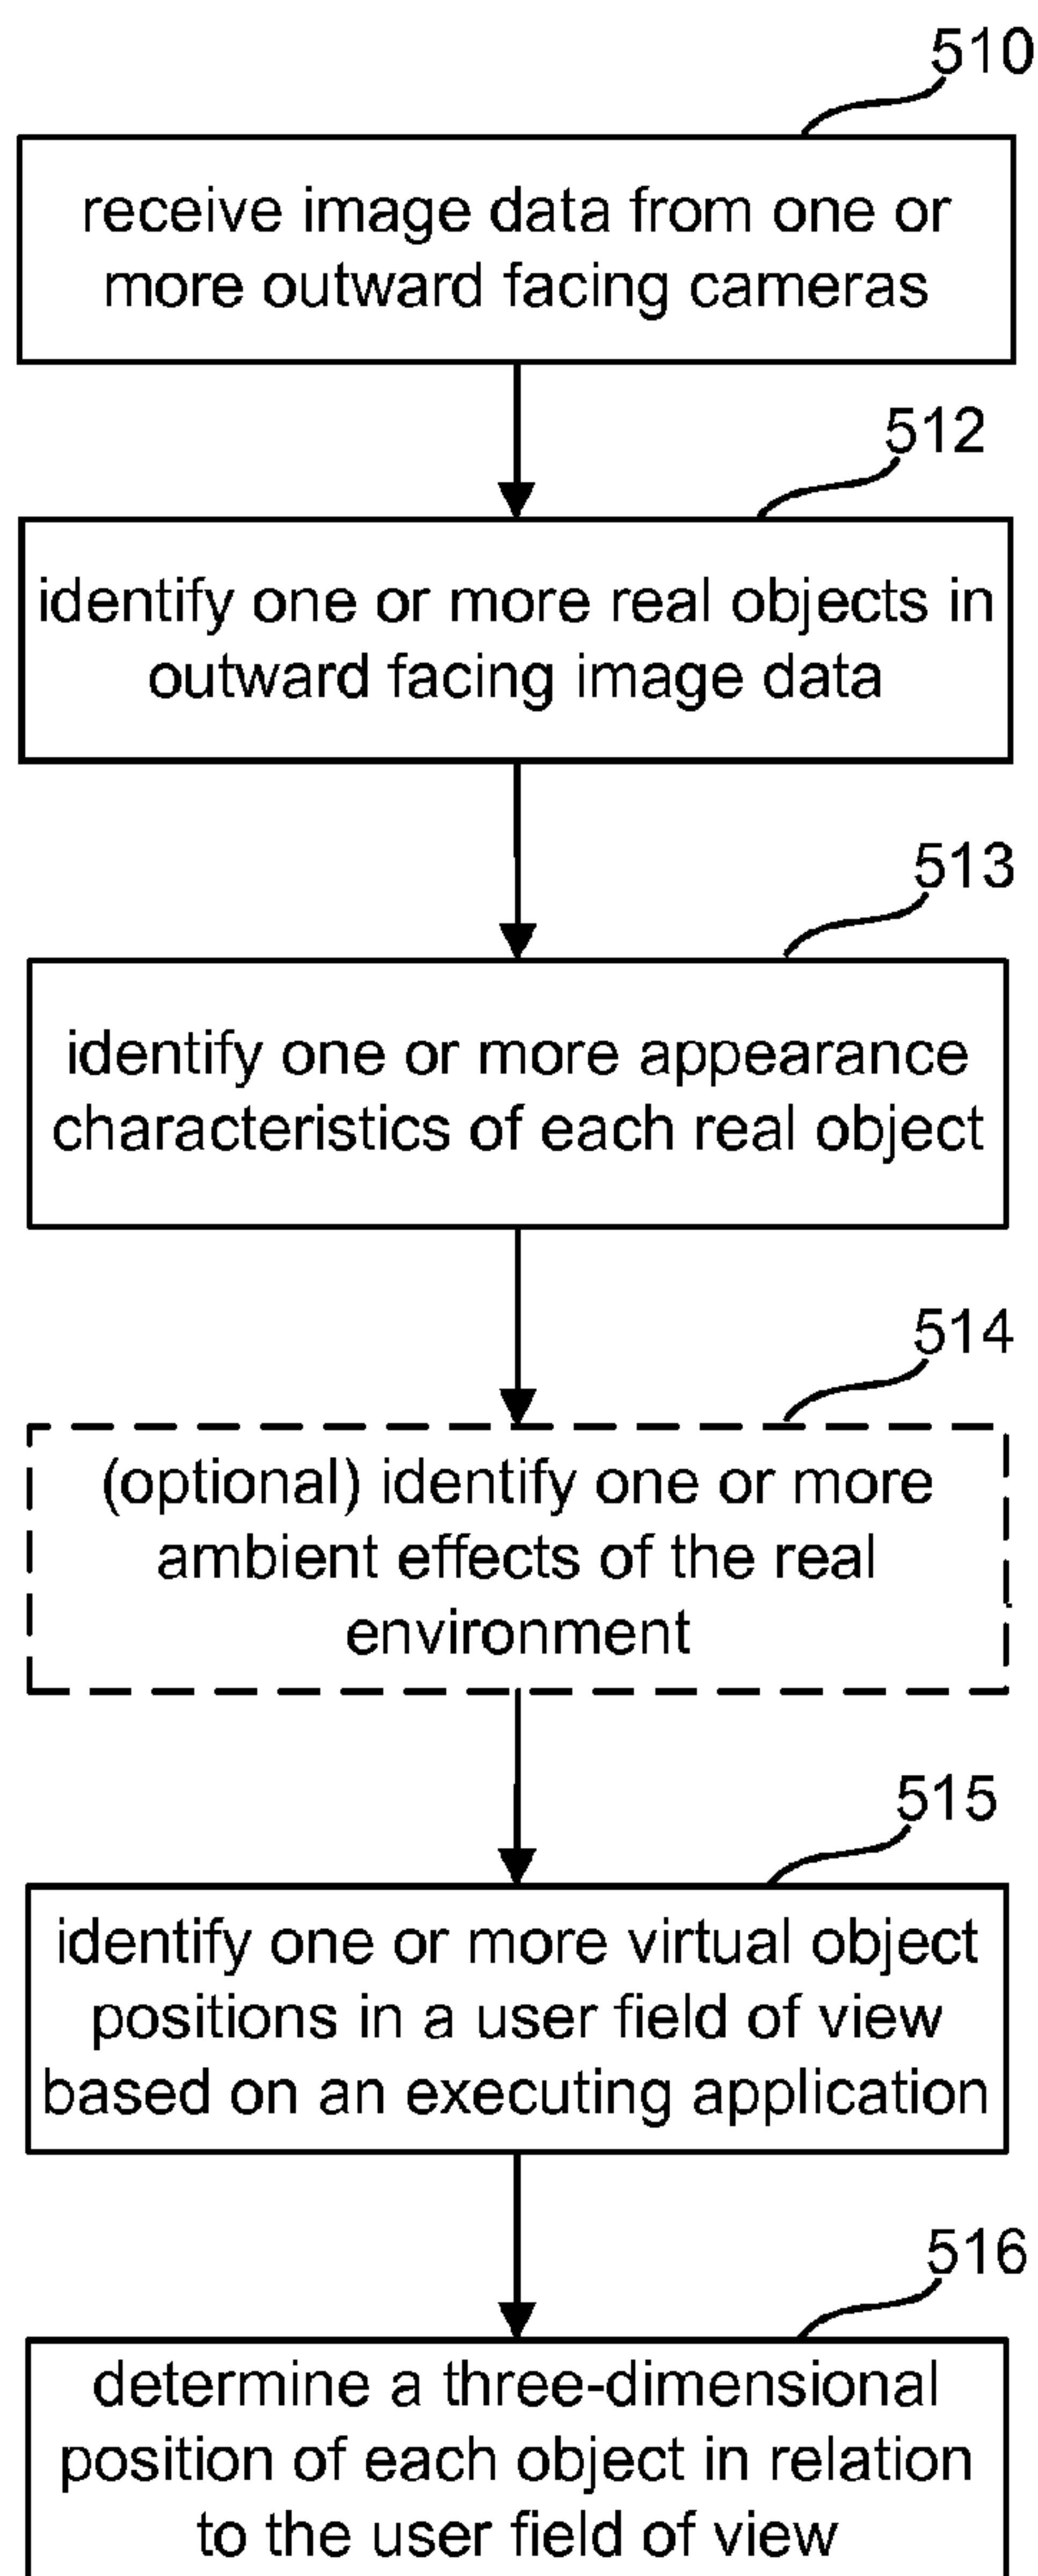 510
receive image data from one or
more outward facing cameras
512
identify one or more real objects in
outward facing image data
513
identify one or more appearance
characteristics of each real object
514
(optional) identify one or more
ambient effects of the real
environment
515
identify one or more virtual object
positions in a user field of view
based on an executing application
516
determine a three-dimensional
position of each object in relation
to the user field of view